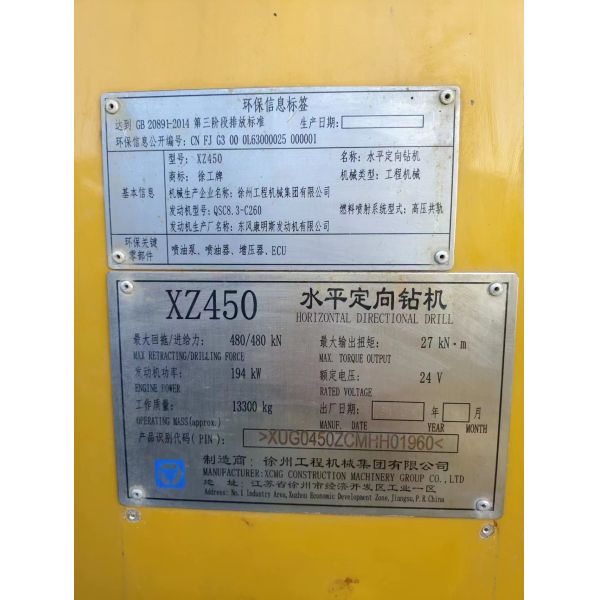 环保信息标签
达到 GB 20891-2014 第三阶段排放标准 生产日期:
环保信息公开编号: CN FJ G3 00 0L63000025 000001
型号: XZ450 名称: 水平定向钻机
商标: 徐工牌 机械类型: 工程机械
基本信息 机械生产企业名称: 徐州工程机械集团有限公司
发动机型号: QSC8.3-C260 燃料喷射系统型式: 高压共轨
发动机生产厂名称: 东风康明斯发动机有限公司
环保关键零部件 喷油泵、喷油器、增压器、ECU
XZ450 水平定向钻机
HORIZONTAL DIRECTIONAL DRILL
最大回拖/进给力: 480/480 kN 最大输出扭矩: 27 kN·m
MAX RETRACTING/DRILLING FORCE MAX. TORQUE OUTPUT
发动机功率: 194 kW 额定电压: 24 V
ENGINE POWER RATED VOLTAGE
工作质量: 13300 kg 出厂日期: 年 月
OPERATING MASS(approx.) MANUF. DATE YEAR MONTH
产品识别代码(PIN): >XUG0450ZCMHH01960<
制造商: 徐州工程机械集团有限公司
MANUFACTURER:XCMG CONSTRUCTION MACHINERY GROUP CO.,LTD
地 址: 江苏省徐州市经济开发区工业一区
Address: No.1 Industry Area, Xuzhou Economic Development Zone, Jiangsu, P.R.China